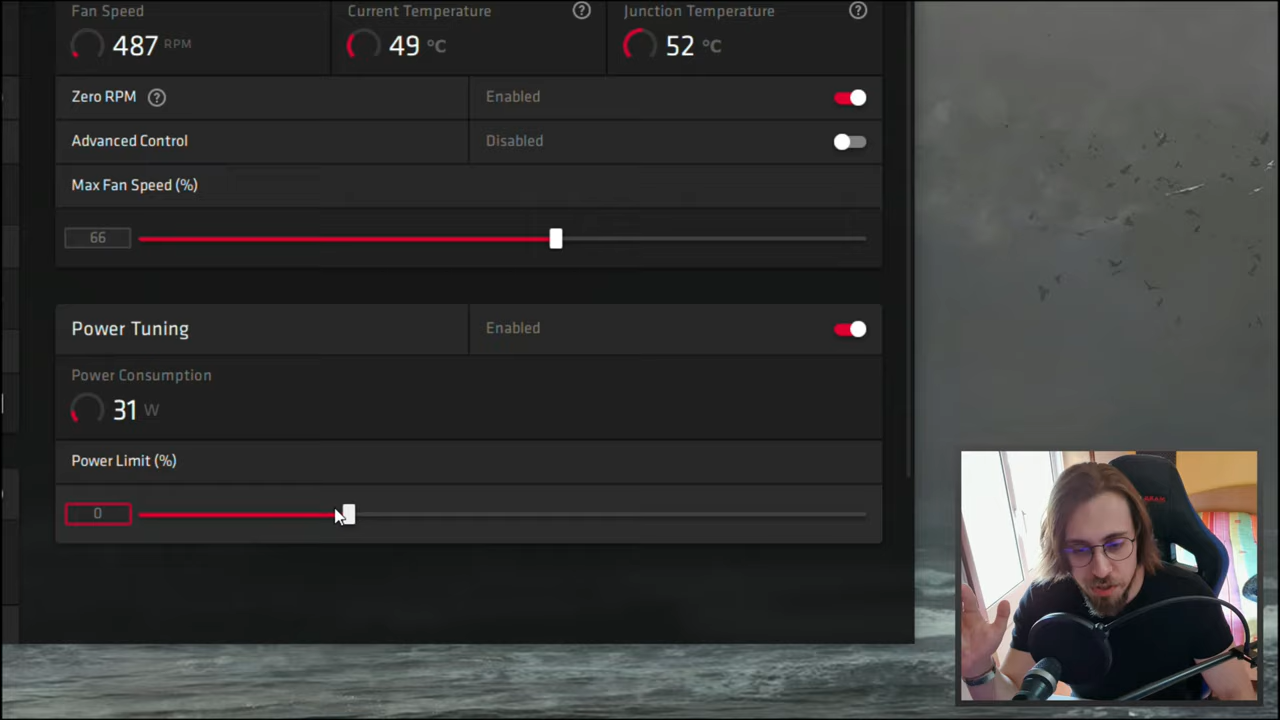 Fan Speed
Current Temperature
Junction Temperature
487 RPM
49 °C
52 °C
Zero RPM
Enabled
Advanced Control
Disabled
Max Fan Speed (%)
66
Power Tuning
Enabled
Power Consumption
31 W
Power Limit (%)
0